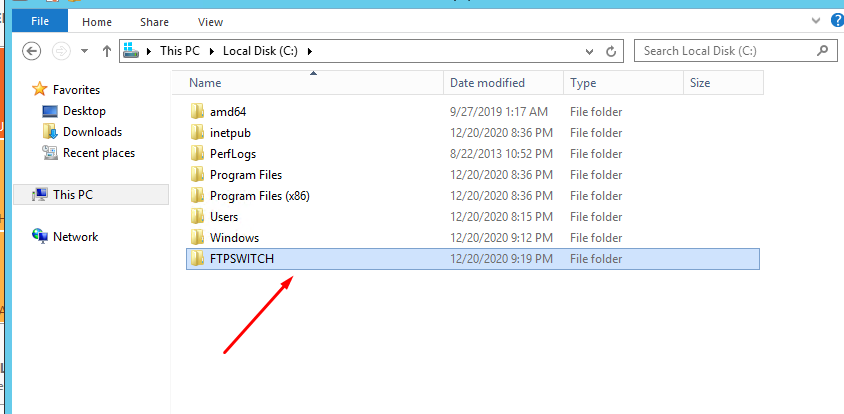 File Home Share View
This PC Local Disk (C:) Search Local Disk (C:)
Name Date modified Type Size
Favorites
Desktop
Downloads
Recent places
This PC
Network
amd64 9/27/2019 1:17 AM File folder
inetpub 12/20/2020 8:36 PM File folder
PerfLogs 8/22/2013 10:52 PM File folder
Program Files 12/20/2020 8:36 PM File folder
Program Files (x86) 12/20/2020 8:36 PM File folder
Users 12/20/2020 8:15 PM File folder
Windows 12/20/2020 9:12 PM File folder
FTPSWITCH 12/20/2020 9:19 PM File folder